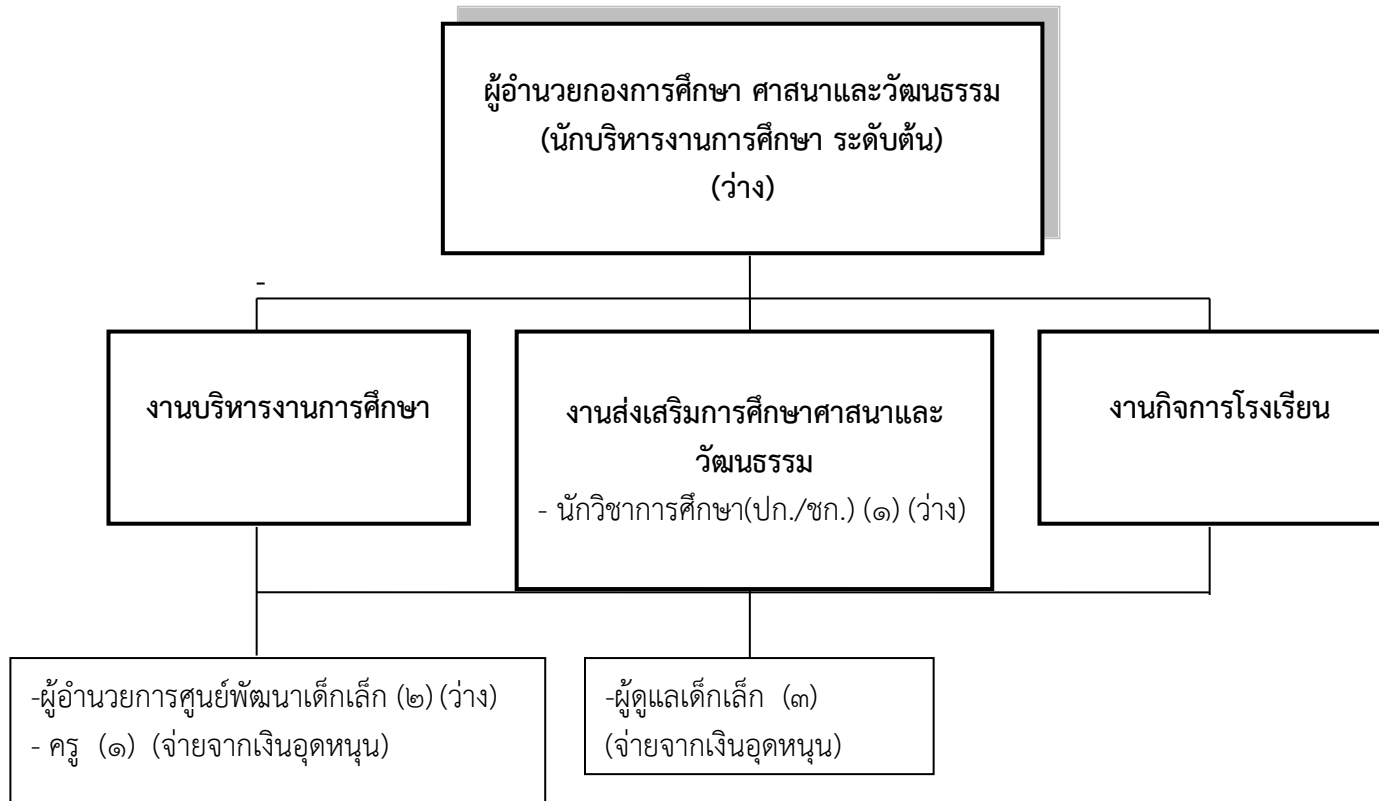 ผู้อำนวยกองการศึกษา ศาสนาและวัฒนธรรม
(นักบริหารงานการศึกษา ระดับต้น)
(ว่าง)
-
งานบริหารงานการศึกษา
งานส่งเสริมการศึกษาศาสนาและ
วัฒนธรรม
- นักวิชาการศึกษา(ปก./ชก.) (๑) (ว่าง)
งานกิจการโรงเรียน
-ผู้อำนวยการศูนย์พัฒนาเด็กเล็ก (๒) (ว่าง)
- ครู (๑) (จ่ายจากเงินอุดหนุน)
-ผู้ดูแลเด็กเล็ก (๓)
(จ่ายจากเงินอุดหนุน)